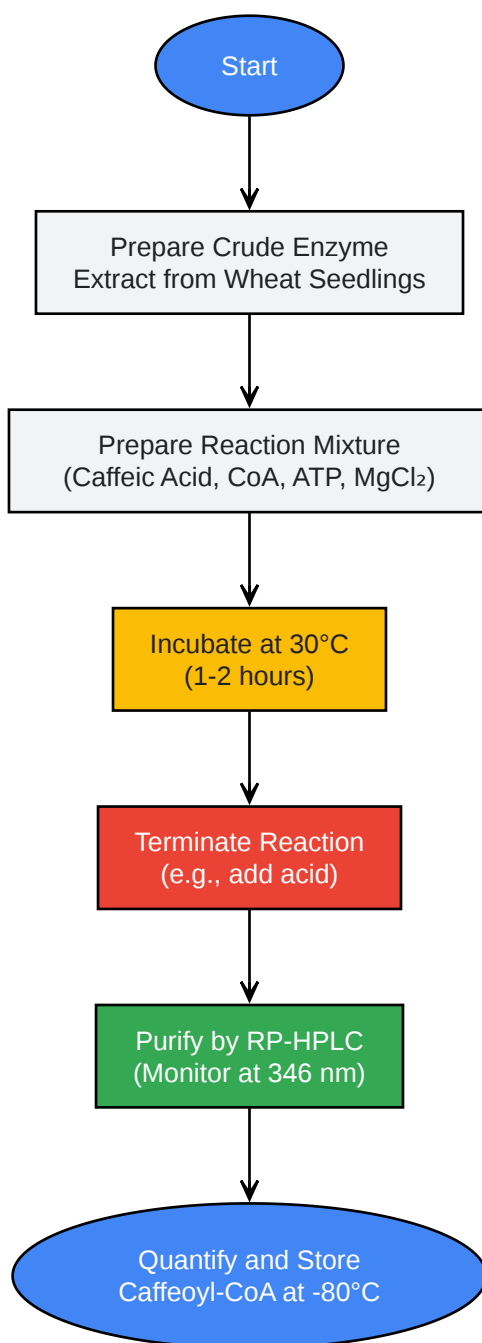 Start
Prepare Crude Enzyme
Extract from Wheat Seedlings
Prepare Reaction Mixture
(Caffeic Acid, CoA, ATP, MgCl₂)
Incubate at 30°C
(1-2 hours)
Terminate Reaction
(e.g., add acid)
Purify by RP-HPLC
(Monitor at 346 nm)
Quantify and Store
Caffeoyl-CoA at -80°C